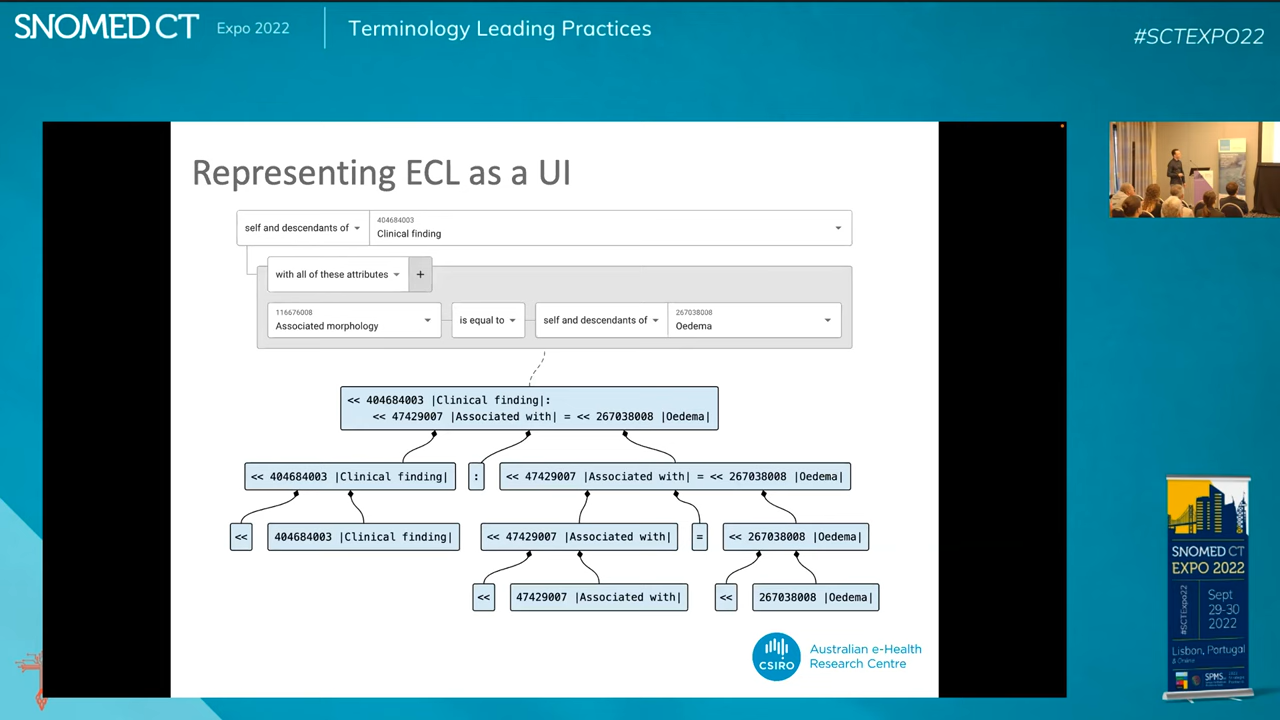 SNOMED CT Expo 2022 Terminology Leading Practices
#SCTEXPO22
Representing ECL as a UI
self and descendants of
404684003
Clinical finding
with all of these attributes +
116676008
Associated morphology
is equal to
self and descendants of
267038008
Oedema
<< 404684003 |Clinical finding|:
<< 47429007 |Associated with| = << 267038008 |Oedema|
<< 404684003 |Clinical finding|
:
<< 47429007 |Associated with| = << 267038008 |Oedema|
<<
404684003 |Clinical finding|
<< 47429007 |Associated with|
=
<< 267038008 |Oedema|
<<
47429007 |Associated with|
<<
267038008 |Oedema|
CSIRO
Australian e-Health
Research Centre
SNOMED CT
EXPO 2022
#SCTExpo22
Sept
29-30
2022
Lisbon, Portugal
& Online
SPMS